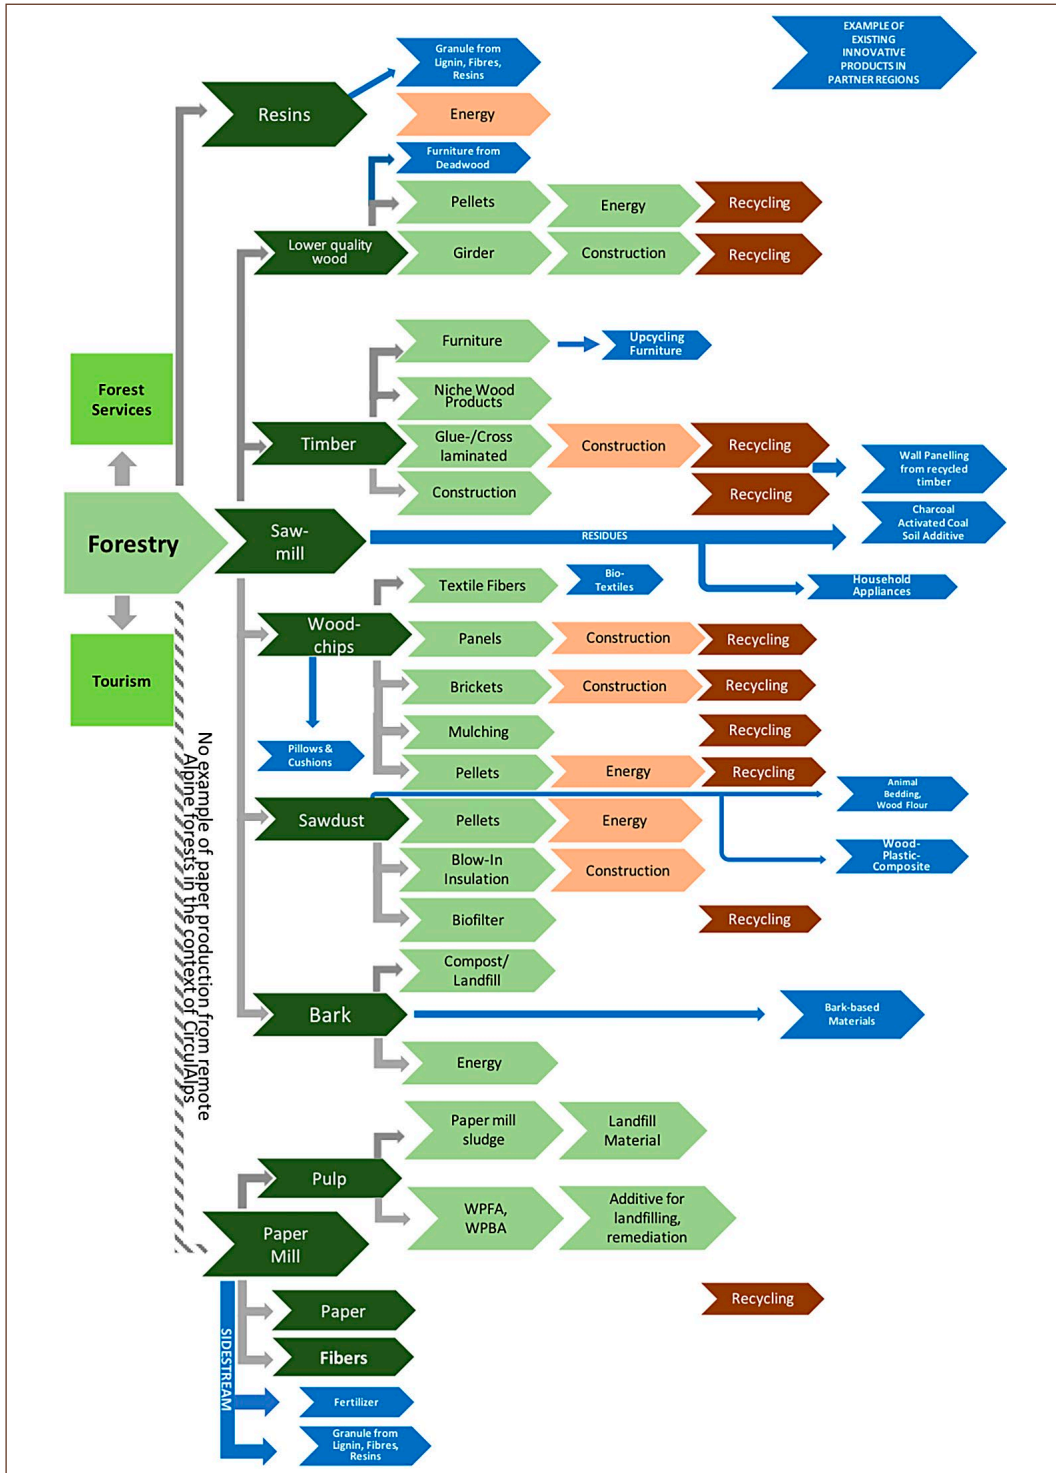 EXAMPLE OF
EXISTING
INNOVATIVE
PRODUCTS IN
PARTNER REGIONS
Granule from
Lignin, Fibres,
Resins
Resins
Energy
Furniture from
Deadwood
Pellets
Energy
Recycling
Lower quality
wood
Girder
Construction
Recycling
Furniture
Upcycling
Furniture
Forest
Services
Niche Wood
Products
Timber
Glue-/Cross
laminated
Construction
Recycling
Wall Panelling
from recycled
timber
Construction
Recycling
Forestry
Saw-
mill
RESIDUES
Charcoal
Activated Coal
Soil Additive
Textile Fibers
Bio-
Textiles
Household
Appliances
Wood-
chips
Panels
Construction
Recycling
Tourism
Brickets
Construction
Recycling
Mulching
Recycling
Pillows &
Cushions
Pellets
Energy
Recycling
Animal
Bedding,
Wood Flour
Sawdust
Pellets
Energy
Wood-
Plastic-
Composite
Blow-In
Insulation
Construction
Biofilter
Recycling
No example of paper production from remote
Alpine forests in the context of CirculAlps
Compost/
Landfill
Bark
Bark-based
Materials
Energy
Paper mill
sludge
Landfill
Material
Pulp
WPFA,
WPBA
Additive for
landfilling,
remediation
Paper
Mill
Paper
Recycling
Fibers
SIDESTREAM
Fertilizer
Granule from
Lignin, Fibres,
Resins